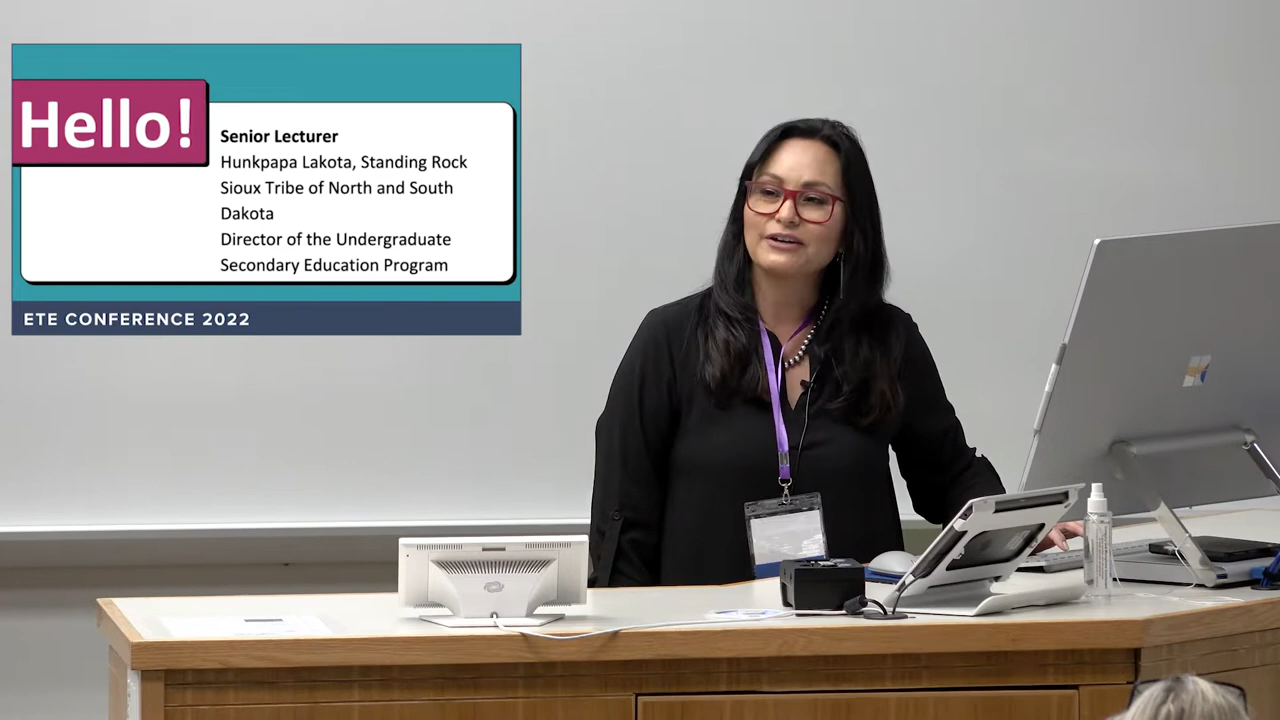 Hello!
Senior Lecturer
Hunkpapa Lakota, Standing Rock
Sioux Tribe of North and South
Dakota
Director of the Undergraduate
Secondary Education Program
ETE CONFERENCE 2022